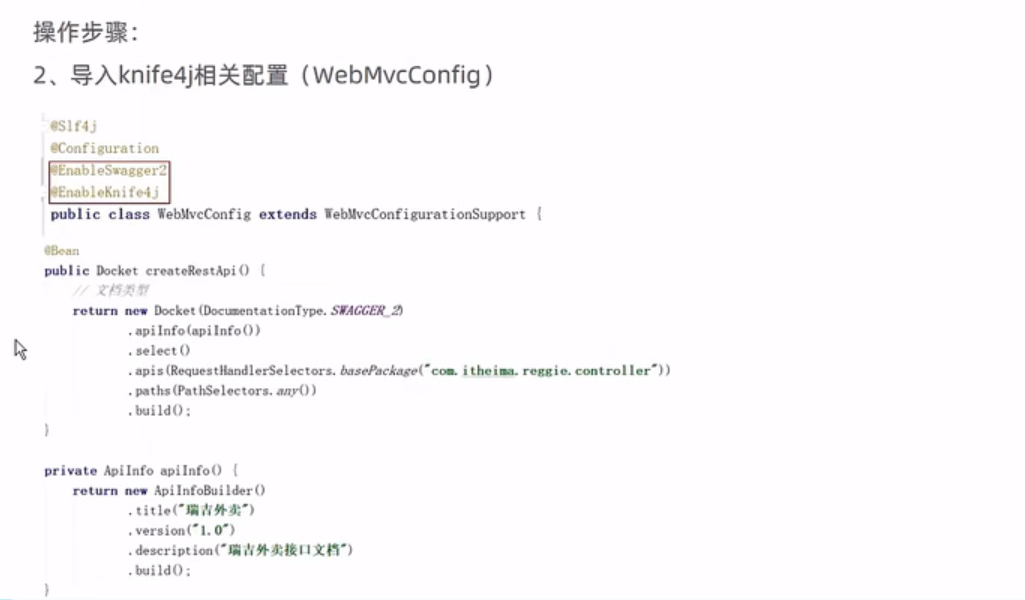 操作步骤：
2、导入knife4j相关配置（WebMvcConfig）
@Slf4j
@Configuration
@EnableSwagger2
@EnableKnife4j
public class WebMvcConfig extends WebMvcConfigurationSupport {
@Bean
public Docket createRestApi() {
// 文档类型
return new Docket(DocumentationType.SWAGGER_2)
.apiInfo(apiInfo())
.select()
.apis(RequestHandlerSelectors.basePackage("com.itheima.reggie.controller"))
.paths(PathSelectors.any())
.build();
}
private ApiInfo apiInfo() {
return new ApiInfoBuilder()
.title("瑞吉外卖")
.version("1.0")
.description("瑞吉外卖接口文档")
.build();
}